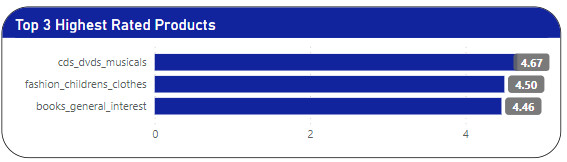 Top 3 Highest Rated Products
cds_dvds_musicals 4.67
fashion_childrens_clothes 4.50
books_general_interest 4.46
0 2 4